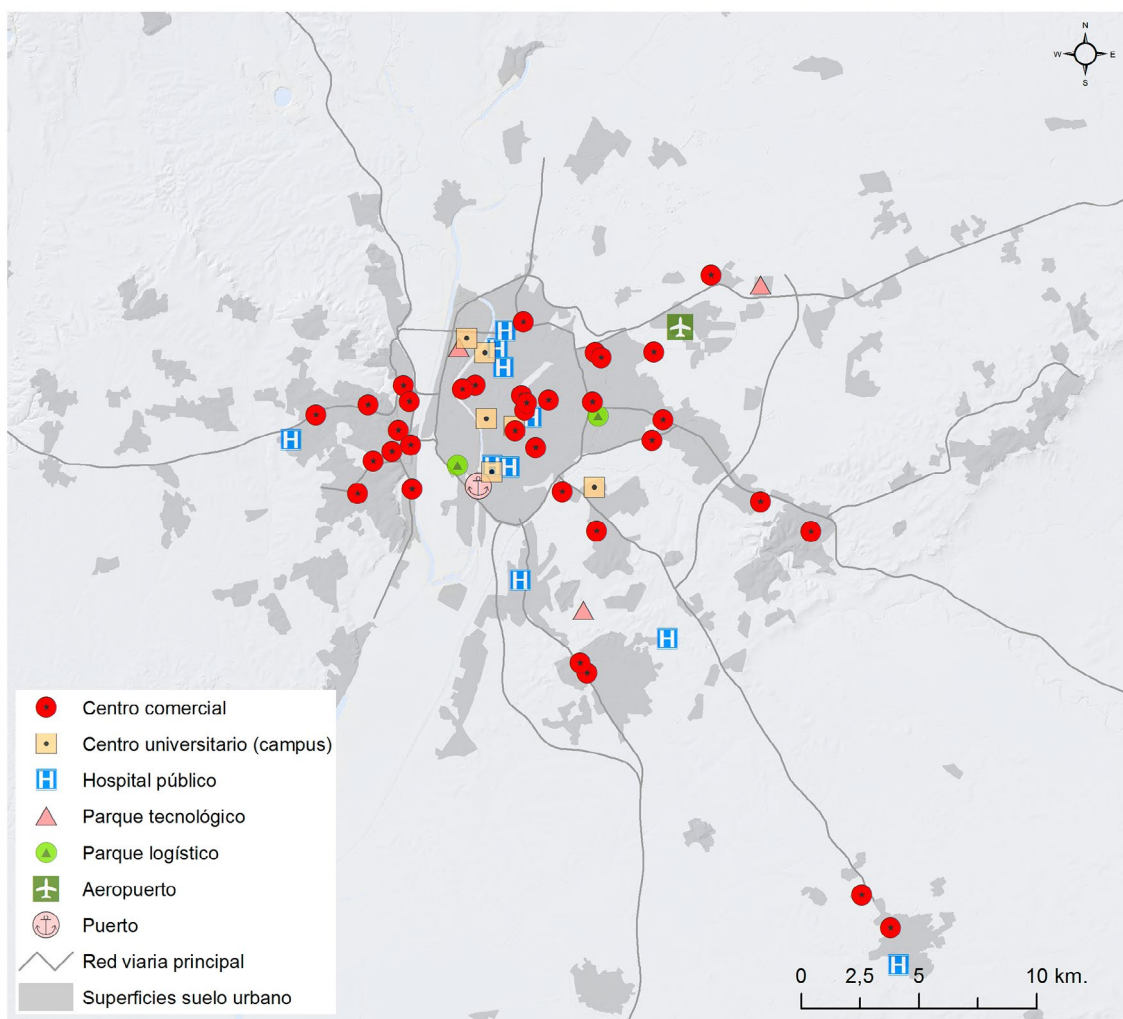 N
W E
S
Centro comercial
Centro universitario (campus)
H Hospital público
Parque tecnológico
Parque logístico
Aeropuerto
Puerto
Red viaria principal
Superficies suelo urbano
0 2,5 5 10 km.
H
H
H
H
H
H
H
H
H
H